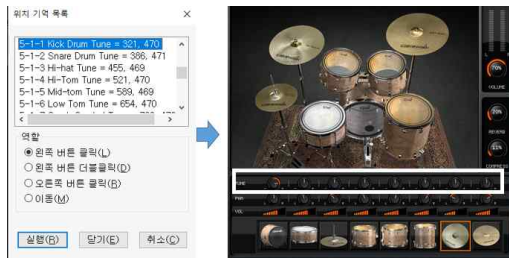 위치 기억 목록
5-1-1 Kick Drum Tune = 321, 470
5-1-2 Snare Drum Tune = 386, 471
5-1-3 Hi-hat Tune = 455, 469
5-1-4 Hi-Tom Tune = 521, 470
5-1-5 Mid-tom Tune = 589, 469
5-1-6 Low Tom Tune = 654, 470
역할
왼쪽 버튼 클릭(L)
왼쪽 버튼 더블클릭(D)
오른쪽 버튼 클릭(R)
이동(M)
실행(R)
닫기(E)
취소(C)
70%
VOLUME
20%
REVERB
22%
COMPRESS
TUNE
PAN
VOL